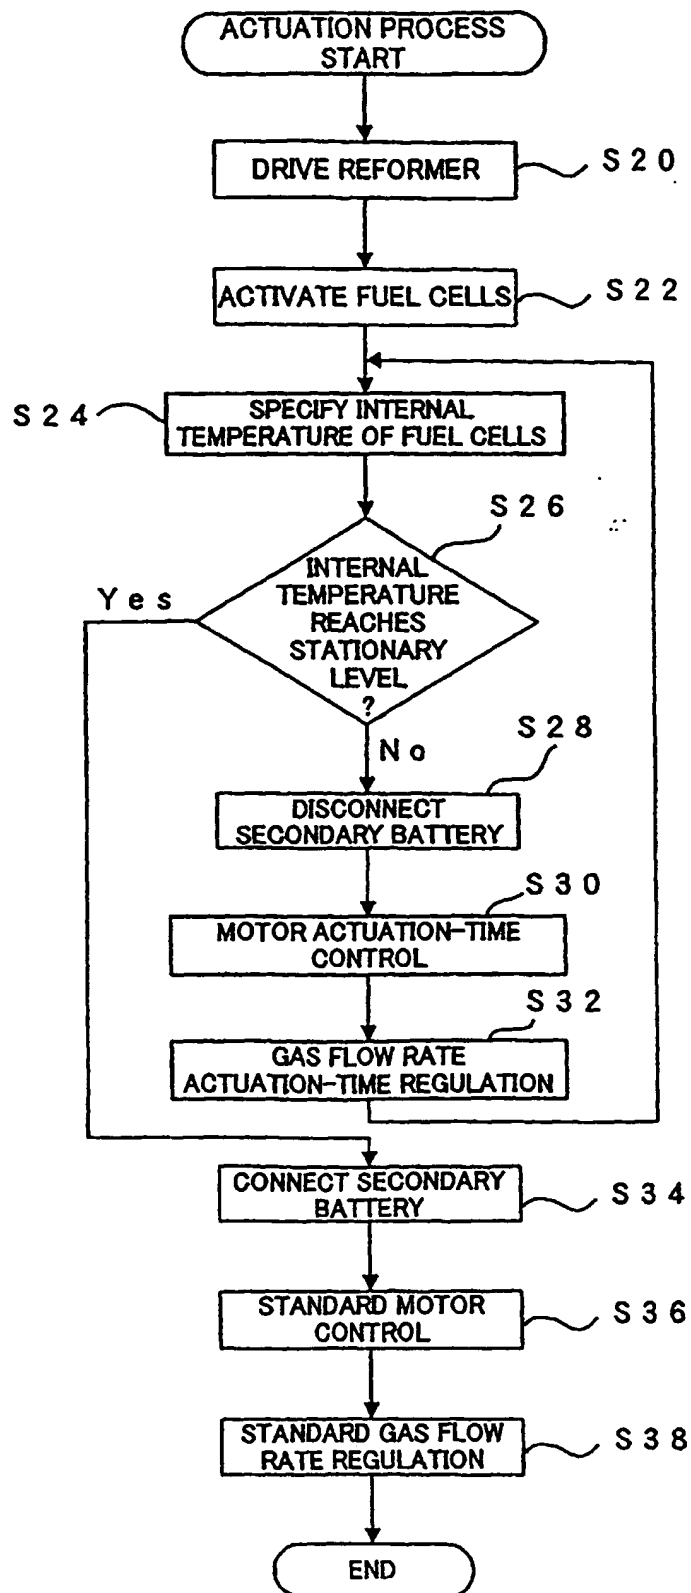 ACTUATION PROCESS
START
DRIVE REFORMER
S20
ACTIVATE FUEL CELLS
S22
S24
SPECIFY INTERNAL
TEMPERATURE OF FUEL CELLS
S26
INTERNAL
TEMPERATURE
REACHES
STATIONARY
LEVEL
?
Yes
No
S28
DISCONNECT
SECONDARY BATTERY
S30
MOTOR ACTUATION-TIME
CONTROL
S32
GAS FLOW RATE
ACTUATION-TIME REGULATION
CONNECT SECONDARY
BATTERY
S34
STANDARD MOTOR
CONTROL
S36
STANDARD GAS FLOW
RATE REGULATION
S38
END